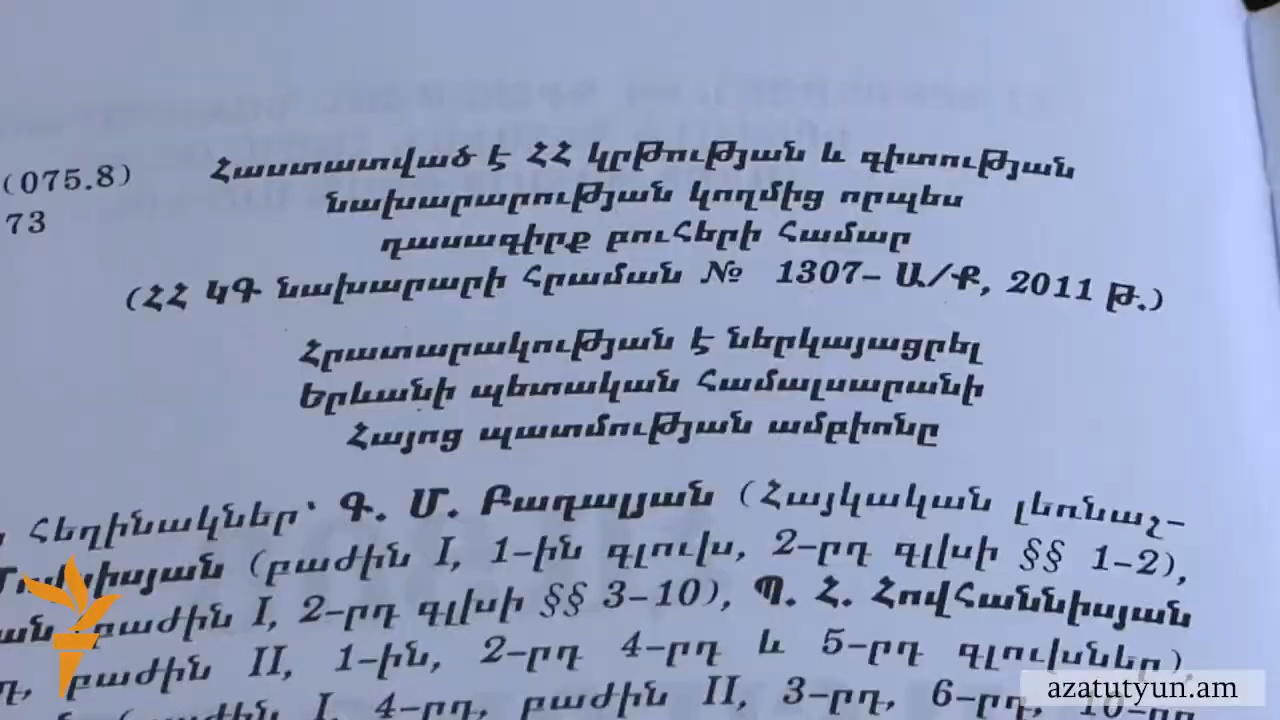 (075.8)
73
Հաստատված է ՀՀ կրթության և գիտության
նախարարության կողմից որպես
դասագիրք բուհերի համար
(ՀՀ ԿԳ նախարարի հրաման № 1307– Ա/Ք, 2011 թ.)
Հրատարակության է ներկայացրել
Երևանի պետական համալսարանի
Հայոց պատմության ամբիոնը
Հեղինակներ՝ Գ. Մ. Բադալյան (Հայկական լեռնաշ–
(բաժին I, 1–ին գլուխ, 2–րդ գլխի §§ 1–2),
բաժին I, 2–րդ գլխի §§ 3–10), Պ. Հ. Հովհաննիսյան
բաժին II, 1–ին, 2–րդ 4–րդ և 5–րդ գլուխներ),
I, 4–րդ, բաժին II, 3–րդ, 6–րդ,
azatutyun.am